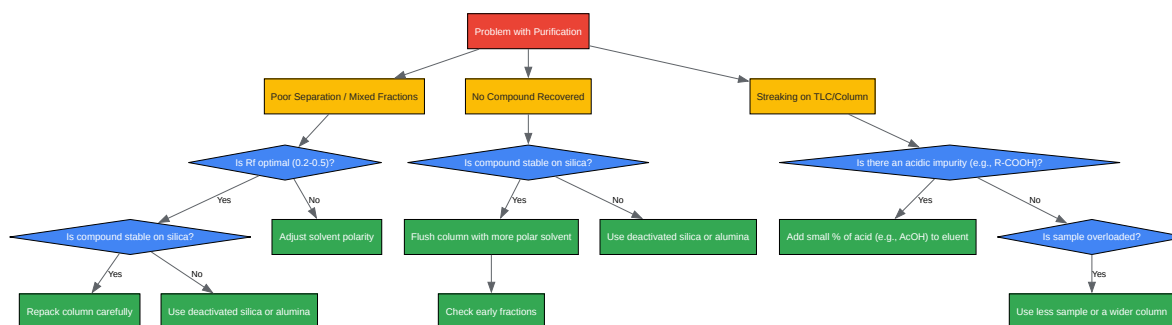 Problem with Purification
Poor Separation / Mixed Fractions
No Compound Recovered
Streaking on TLC/Column
Is Rf optimal (0.2-0.5)?
Is compound stable on silica?
Is there an acidic impurity (e.g., R-COOH)?
Yes
No
Yes
No
Yes
No
Is compound stable on silica?
Adjust solvent polarity
Flush column with more polar solvent
Use deactivated silica or alumina
Add small % of acid (e.g., AcOH) to eluent
Is sample overloaded?
Yes
No
Yes
Repack column carefully
Use deactivated silica or alumina
Check early fractions
Use less sample or a wider column